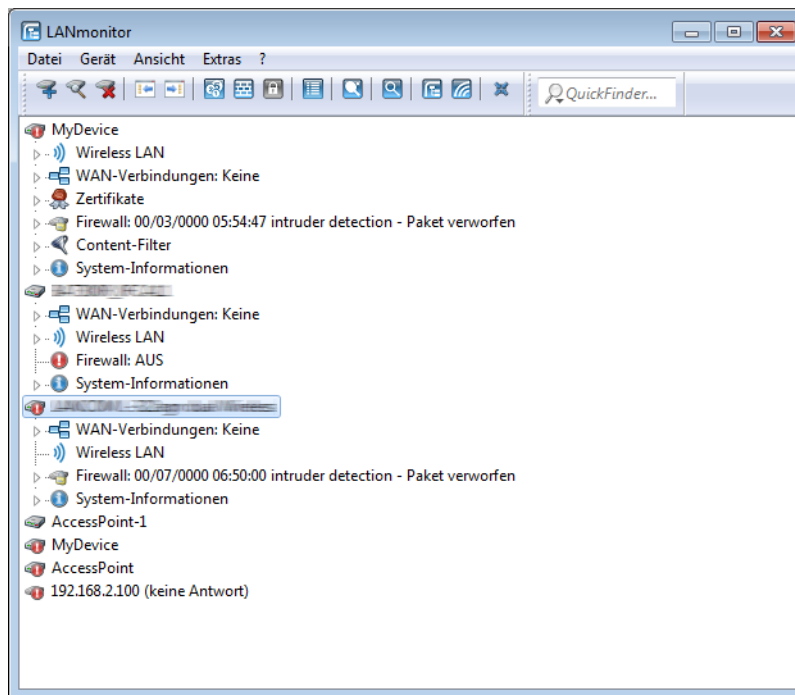 LANmonitor
Datei Gerät Ansicht Extras ?
QuickFinder...
MyDevice
Wireless LAN
WAN-Verbindungen: Keine
Zertifikate
Firewall: 00/03/0000 05:54:47 intruder detection - Paket verworfen
Content-Filter
System-Informationen
WAN-Verbindungen: Keine
Wireless LAN
Firewall: AUS
System-Informationen
WAN-Verbindungen: Keine
Wireless LAN
Firewall: 00/07/0000 06:50:00 intruder detection - Paket verworfen
System-Informationen
AccessPoint-1
MyDevice
AccessPoint
192.168.2.100 (keine Antwort)